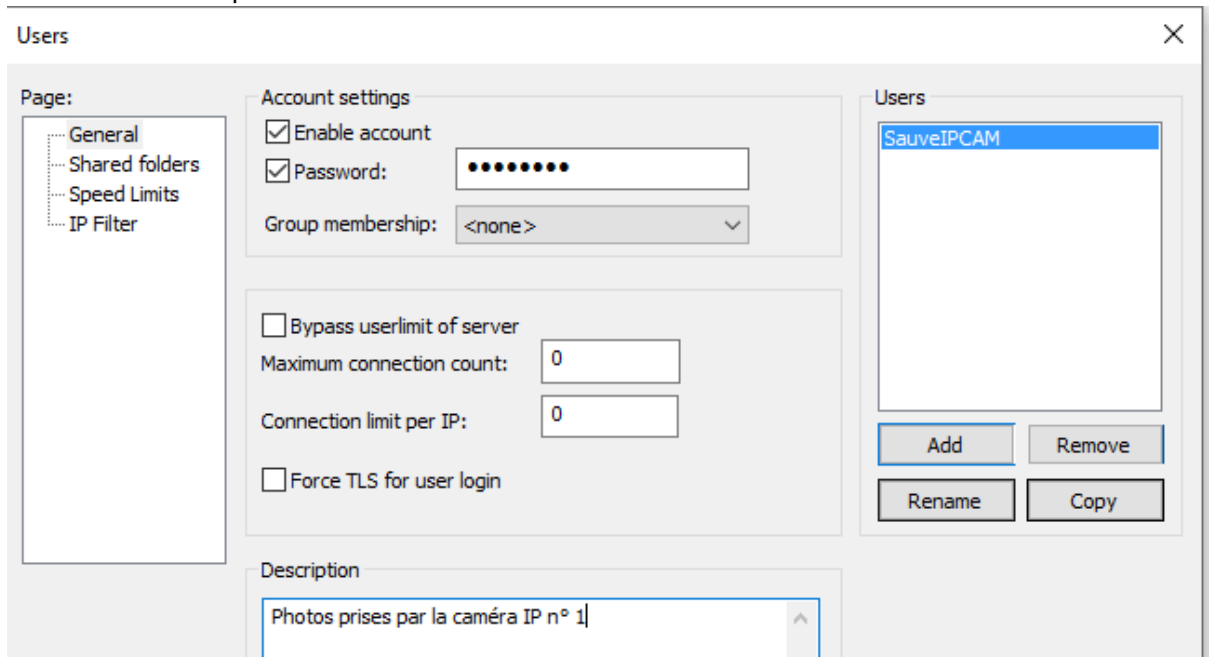 Users
Page:
General
Shared folders
Speed Limits
IP Filter
Account settings
Enable account
Password:
••••••••
Group membership:
<none>
Bypass userlimit of server
Maximum connection count:
0
Connection limit per IP:
0
Force TLS for user login
Description
Photos prises par la caméra IP n° 1
Users
SauveIPCAM
Add
Remove
Rename
Copy